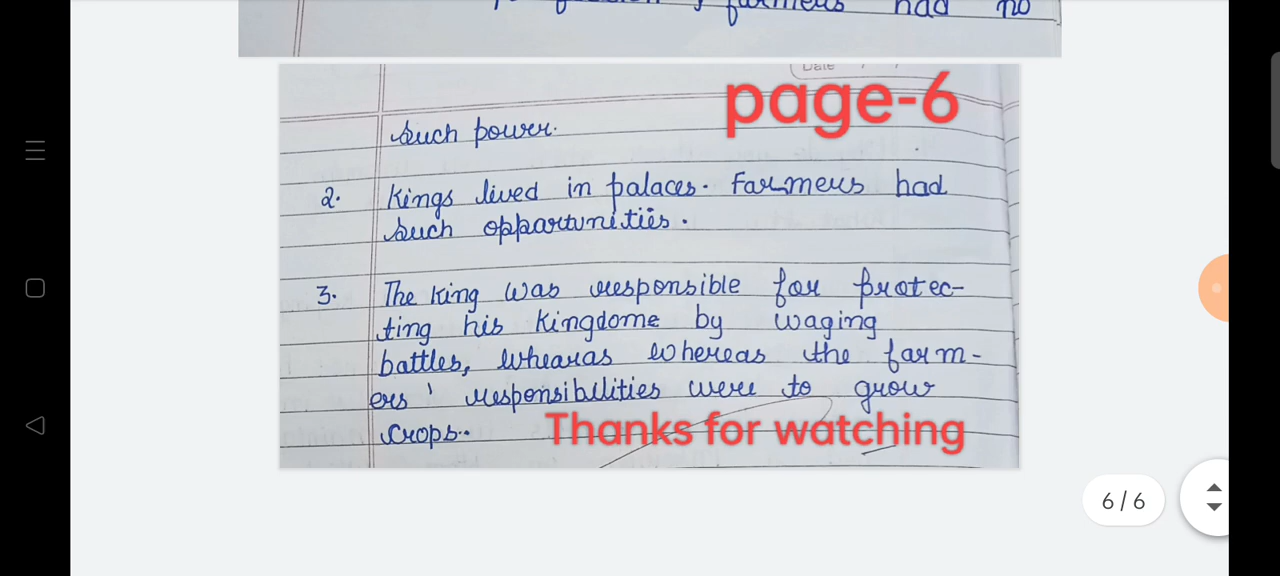 farmers had no
Date
page-6
such power.
2. Kings lived in palaces. Farmers had
such opportunities.
3. The king was responsible for protec-
ting his kingdome by waging
battles, whearas whereas the farm-
ers' responsibilities were to grow
crops..
Thanks for watching
6/6